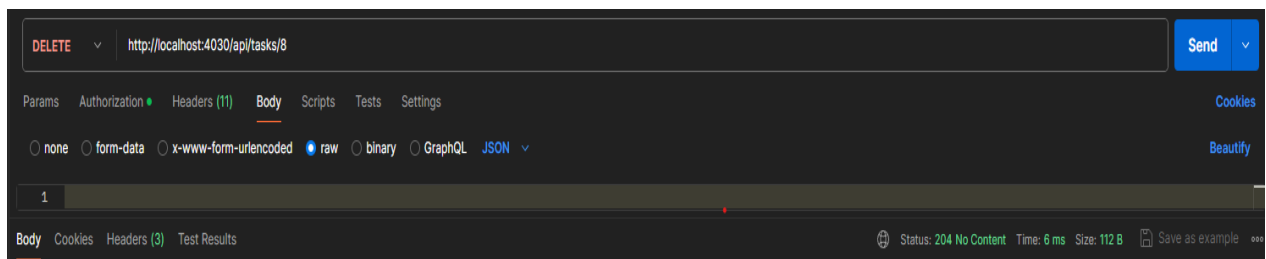 DELETE http://localhost:4030/api/tasks/8 Send
Params Authorization Headers (11) Body Scripts Tests Settings Cookies
none form-data x-www-form-urlencoded raw binary GraphQL JSON Beautify
1
Body Cookies Headers (3) Test Results Status: 204 No Content Time: 6 ms Size: 112 B Save as example